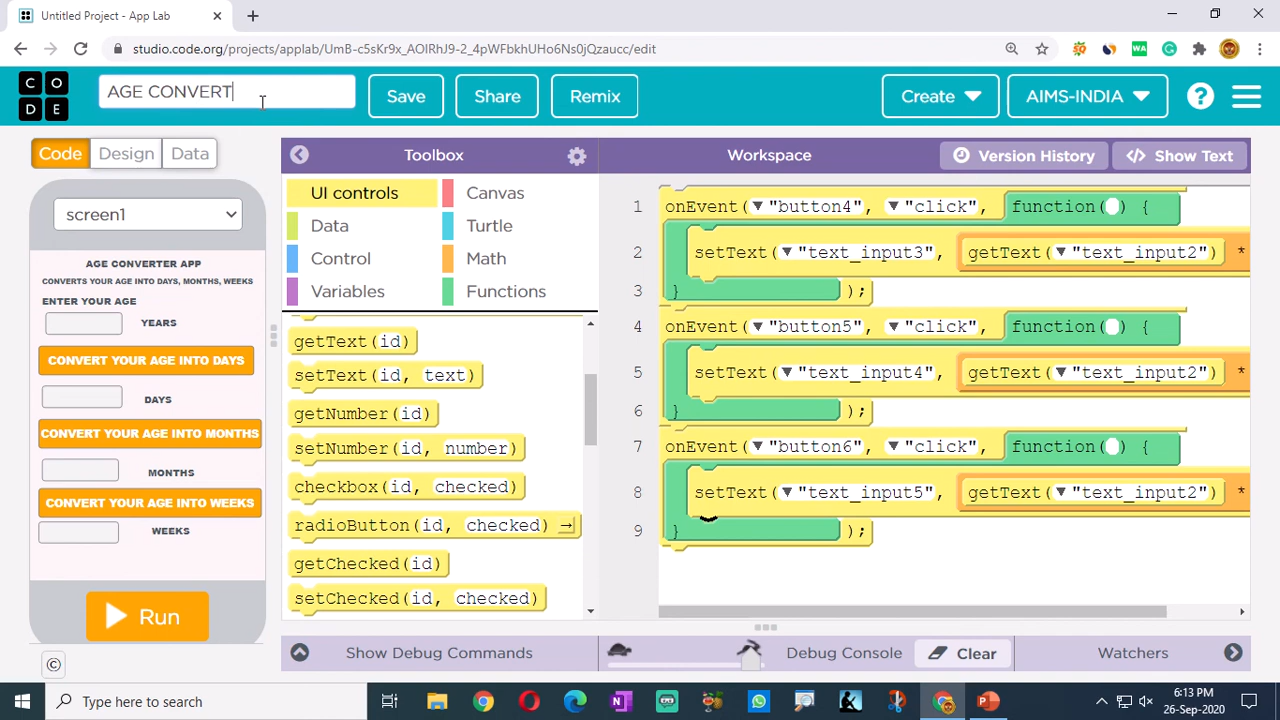 Untitled Project - App Lab
studio.code.org/projects/applab/UmB-c5sKr9x_AOlRhJ9-2_4pWFbkhUHo6Ns0jQzaucc/edit
WA
C O D E
AGE CONVERT
Save
Share
Remix
Create
AIMS-INDIA
?
Code
Design
Data
Toolbox
Workspace
Version History
</> Show Text
screen1
AGE CONVERTER APP
CONVERTS YOUR AGE INTO DAYS, MONTHS, WEEKS
ENTER YOUR AGE
YEARS
CONVERT YOUR AGE INTO DAYS
DAYS
CONVERT YOUR AGE INTO MONTHS
MONTHS
CONVERT YOUR AGE INTO WEEKS
WEEKS
Run
©
UI controls
Canvas
Data
Turtle
Control
Math
Variables
Functions
getText(id)
setText(id, text)
getNumber(id)
setNumber(id, number)
checkbox(id, checked)
radioButton(id, checked)
getChecked(id)
setChecked(id, checked)
1 onEvent("button4", "click", function( ) {
2 setText("text_input3", getText("text_input2") *
3 } );
4 onEvent("button5", "click", function( ) {
5 setText("text_input4", getText("text_input2") *
6 } );
7 onEvent("button6", "click", function( ) {
8 setText("text_input5", getText("text_input2") *
9 } );
Show Debug Commands
Debug Console
Clear
Watchers
Type here to search
6:13 PM
26-Sep-2020